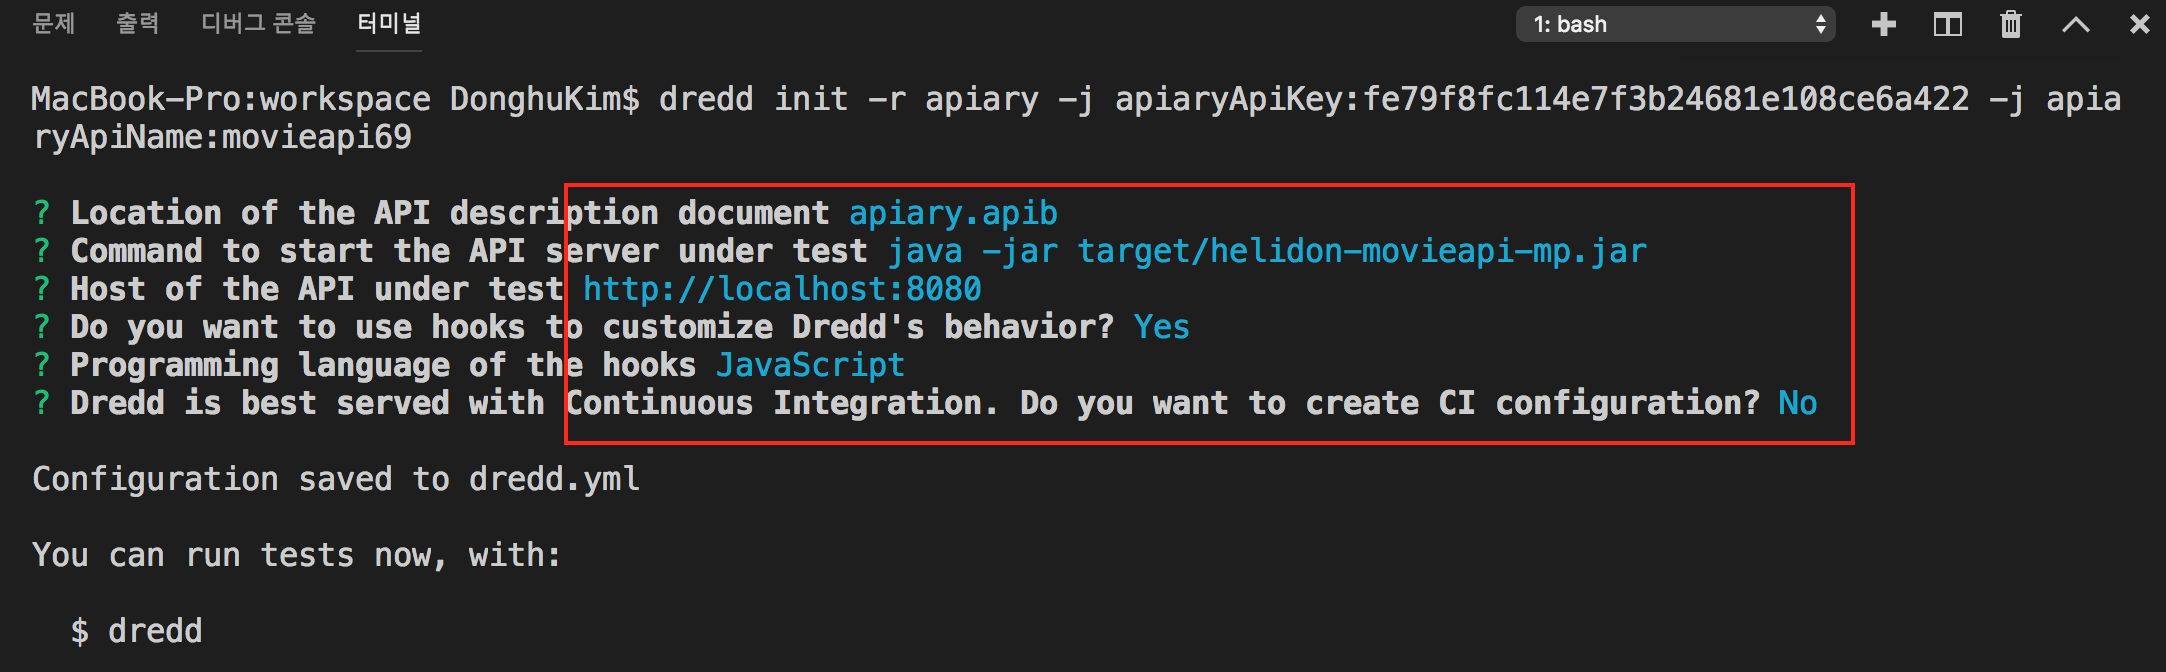 문제 출력 디버그 콘솔 터미널 1: bash
MacBook-Pro:workspace DonghuKim$ dredd init -r apiary -j apiaryApiKey:fe79f8fc114e7f3b24681e108ce6a422 -j apia
ryApiName:movieapi69
? Location of the API description document apiary.apib
? Command to start the API server under test java -jar target/helidon-movieapi-mp.jar
? Host of the API under test http://localhost:8080
? Do you want to use hooks to customize Dredd's behavior? Yes
? Programming language of the hooks JavaScript
? Dredd is best served with Continuous Integration. Do you want to create CI configuration? No
Configuration saved to dredd.yml
You can run tests now, with:
$ dredd